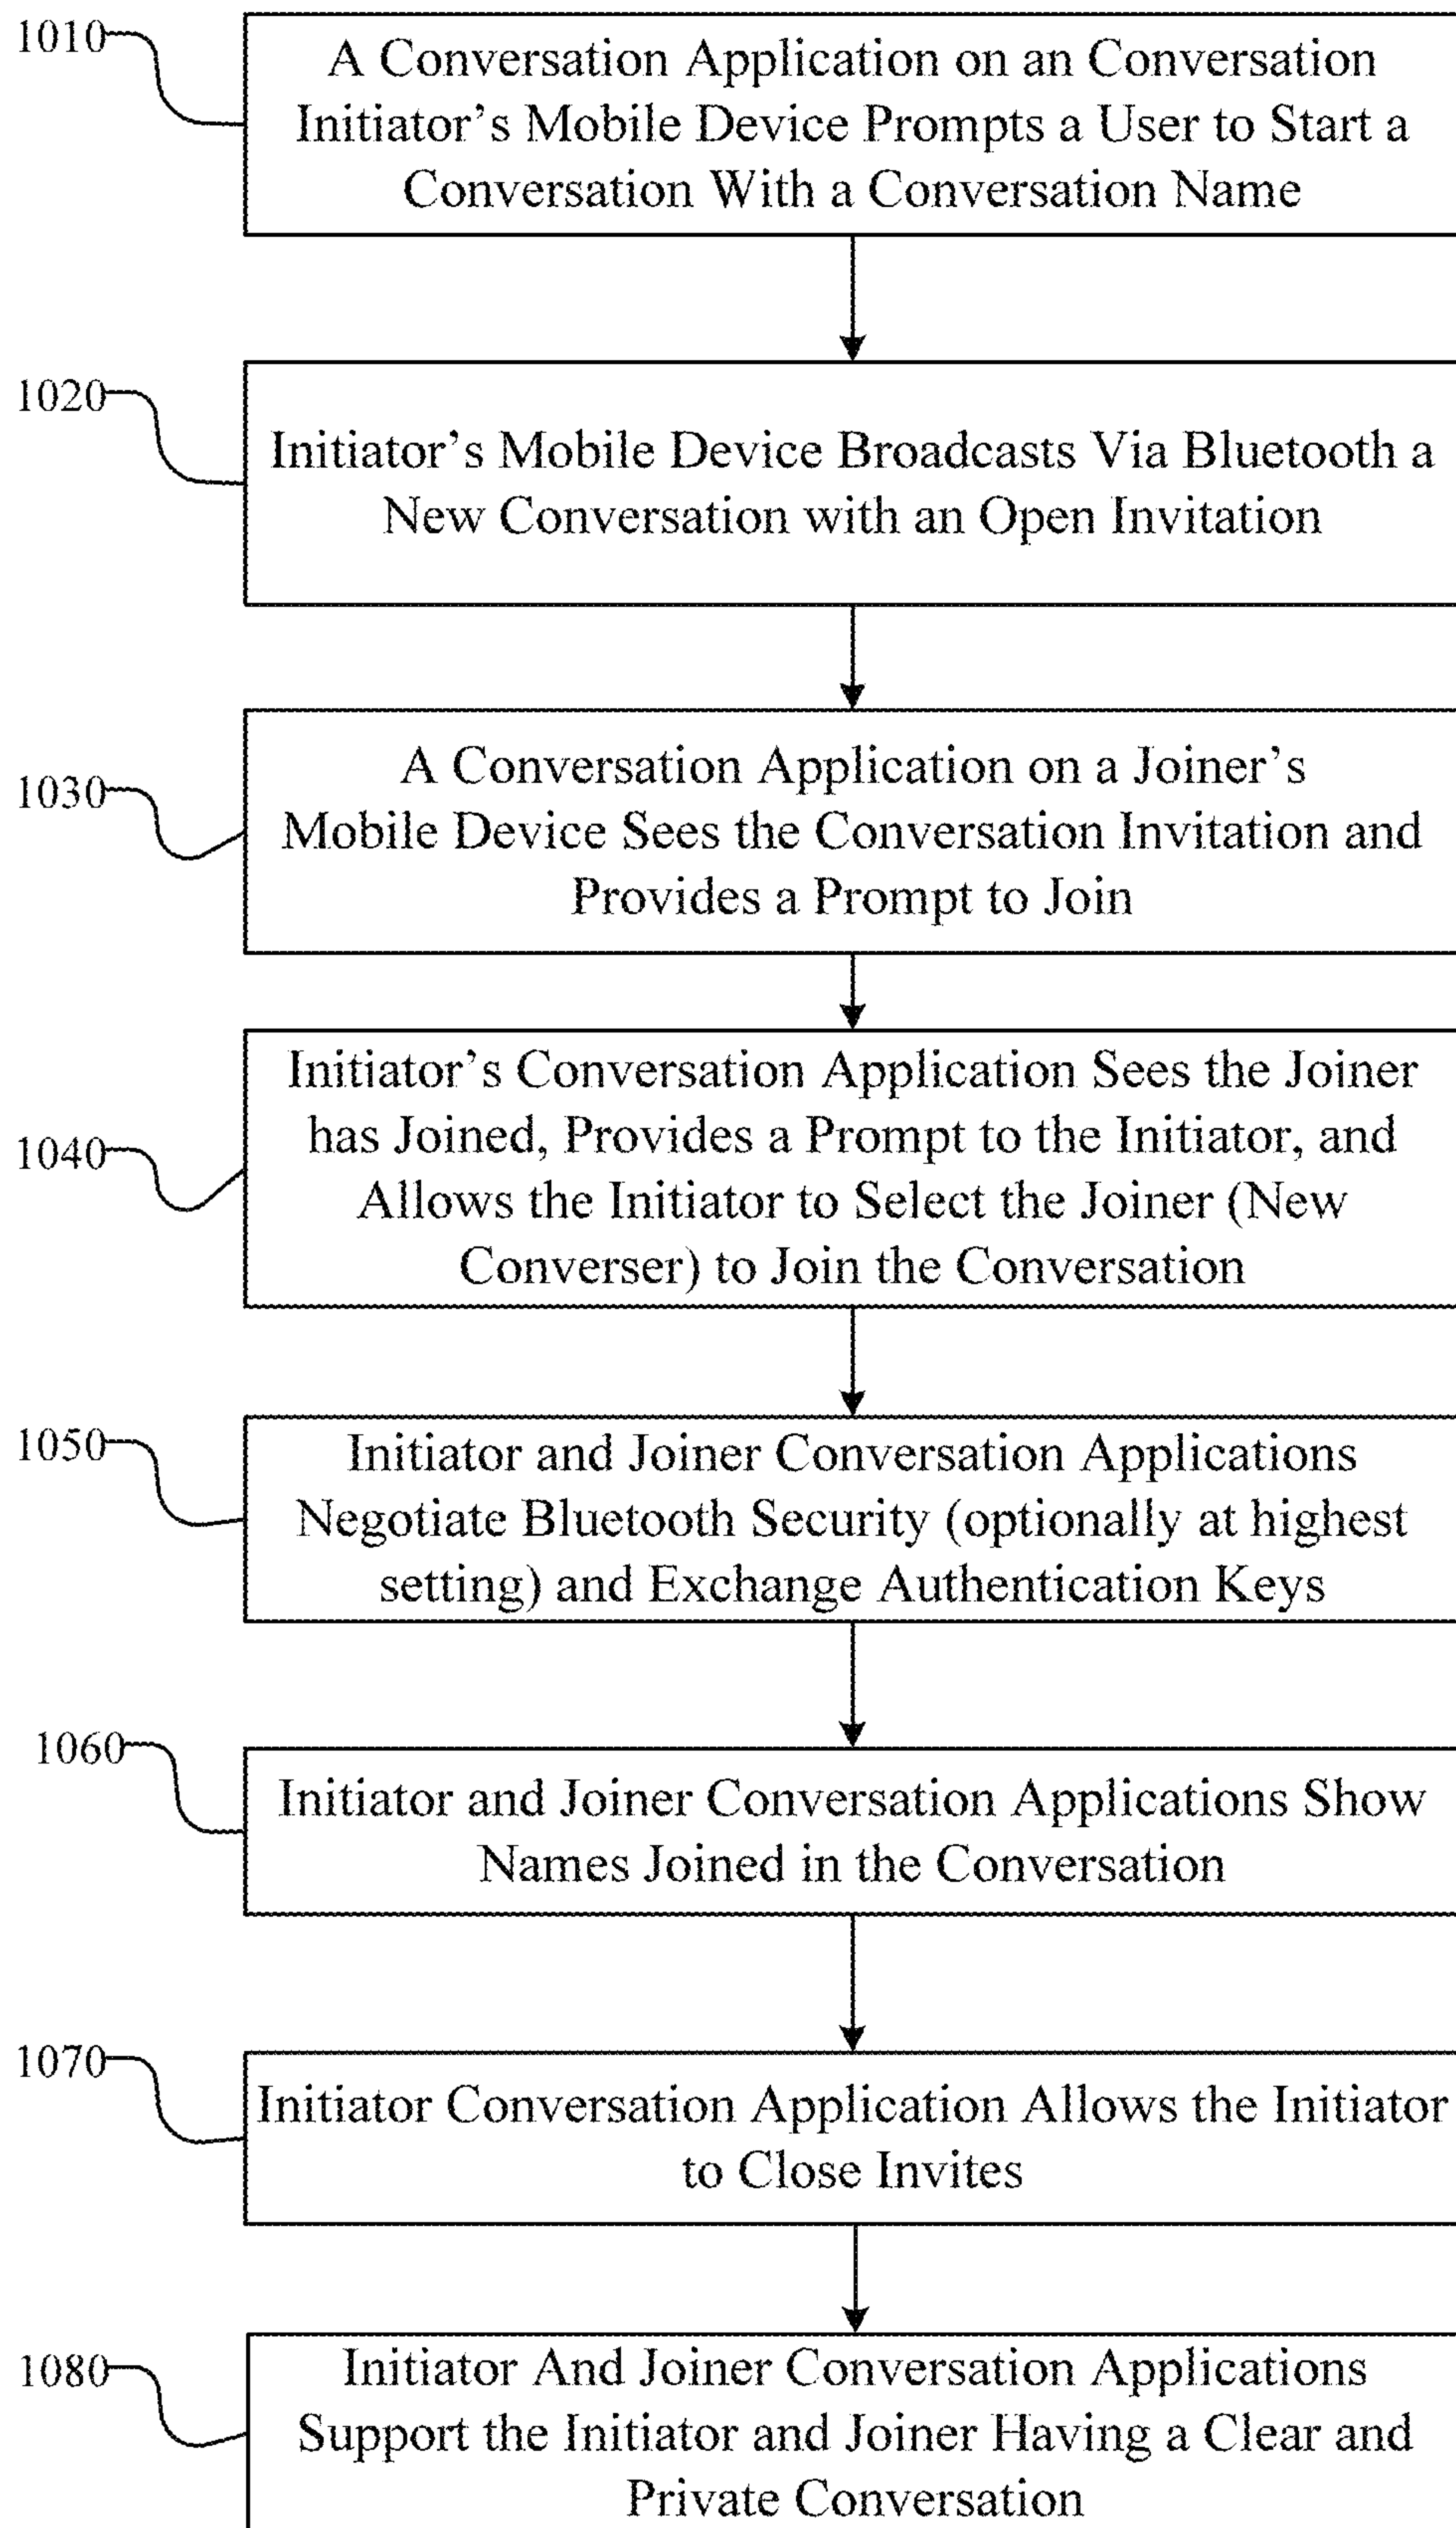 1010
A Conversation Application on an Conversation
Initiator's Mobile Device Prompts a User to Start a
Conversation With a Conversation Name
1020
Initiator's Mobile Device Broadcasts Via Bluetooth a
New Conversation with an Open Invitation
1030
A Conversation Application on a Joiner's
Mobile Device Sees the Conversation Invitation and
Provides a Prompt to Join
1040
Initiator's Conversation Application Sees the Joiner
has Joined, Provides a Prompt to the Initiator, and
Allows the Initiator to Select the Joiner (New
Converser) to Join the Conversation
1050
Initiator and Joiner Conversation Applications
Negotiate Bluetooth Security (optionally at highest
setting) and Exchange Authentication Keys
1060
Initiator and Joiner Conversation Applications Show
Names Joined in the Conversation
1070
Initiator Conversation Application Allows the Initiator
to Close Invites
1080
Initiator And Joiner Conversation Applications
Support the Initiator and Joiner Having a Clear and
Private Conversation